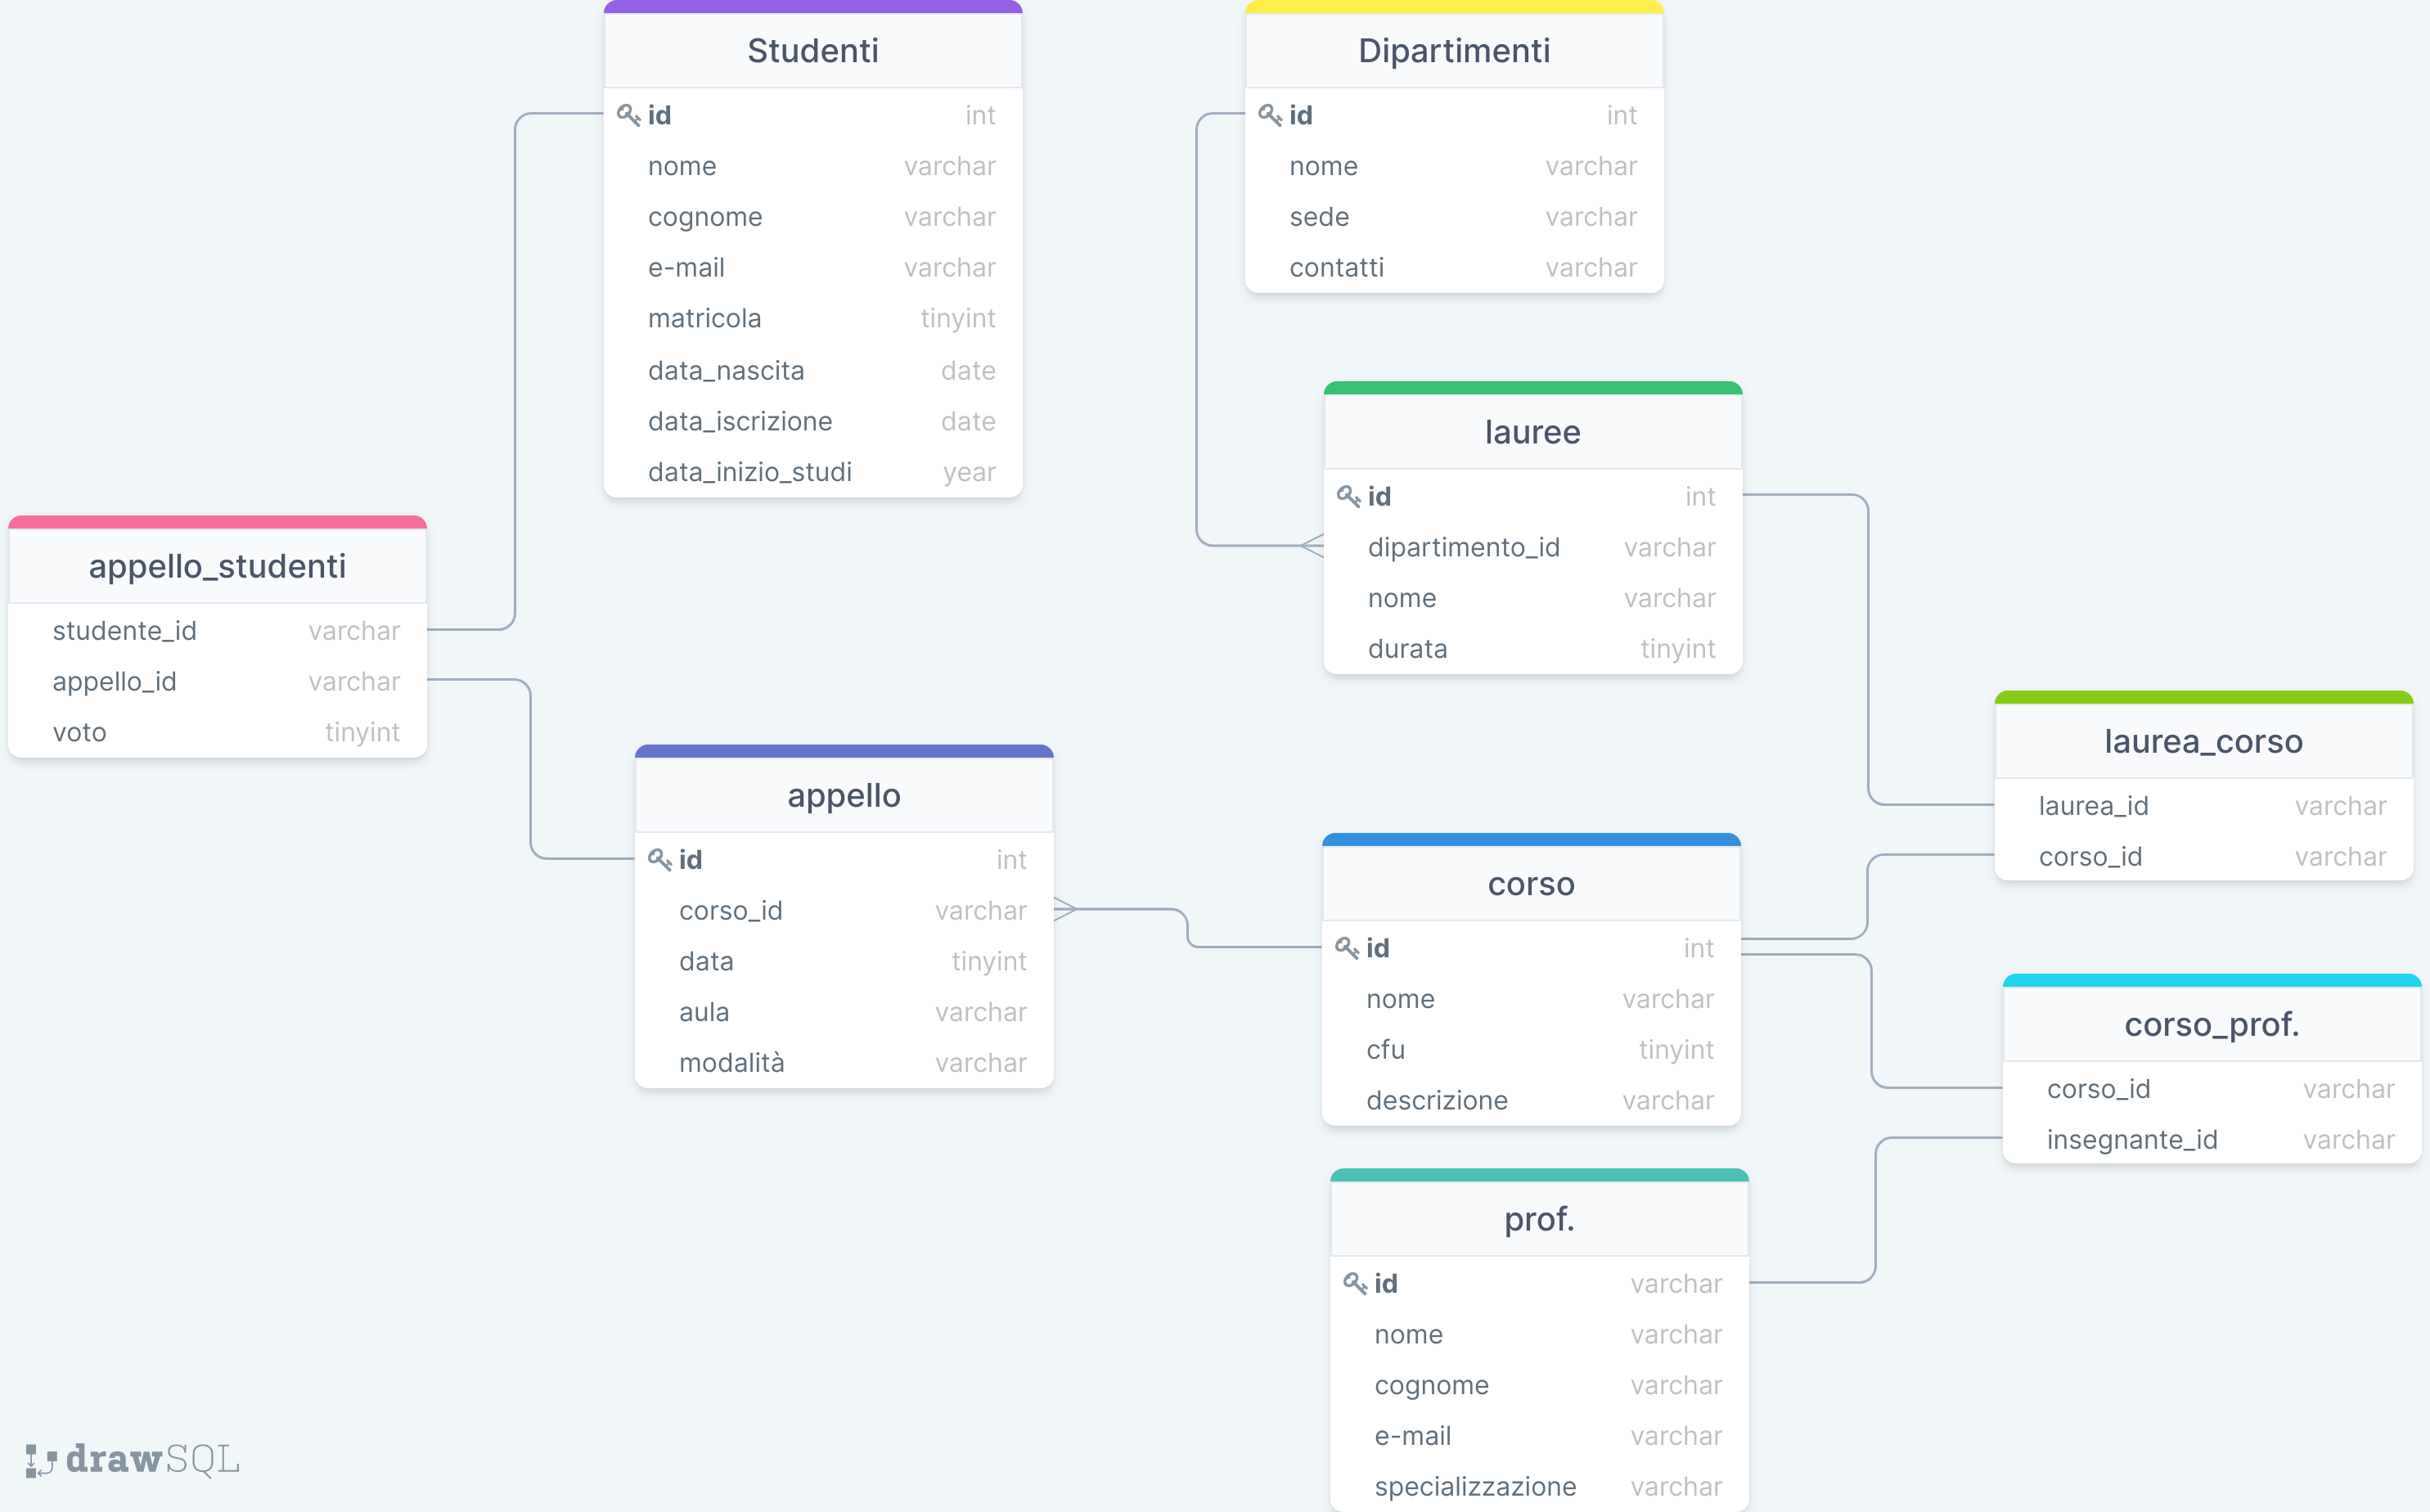 Studenti
id int
nome varchar
cognome varchar
e-mail varchar
matricola tinyint
data_nascita date
data_iscrizione date
data_inizio_studi year
Dipartimenti
id int
nome varchar
sede varchar
contatti varchar
lauree
id int
dipartimento_id varchar
nome varchar
durata tinyint
appello_studenti
studente_id varchar
appello_id varchar
voto tinyint
appello
id int
corso_id varchar
data tinyint
aula varchar
modalità varchar
laurea_corso
laurea_id varchar
corso_id varchar
corso
id int
nome varchar
cfu tinyint
descrizione varchar
corso_prof.
corso_id varchar
insegnante_id varchar
prof.
id varchar
nome varchar
cognome varchar
e-mail varchar
specializzazione varchar
drawSQL